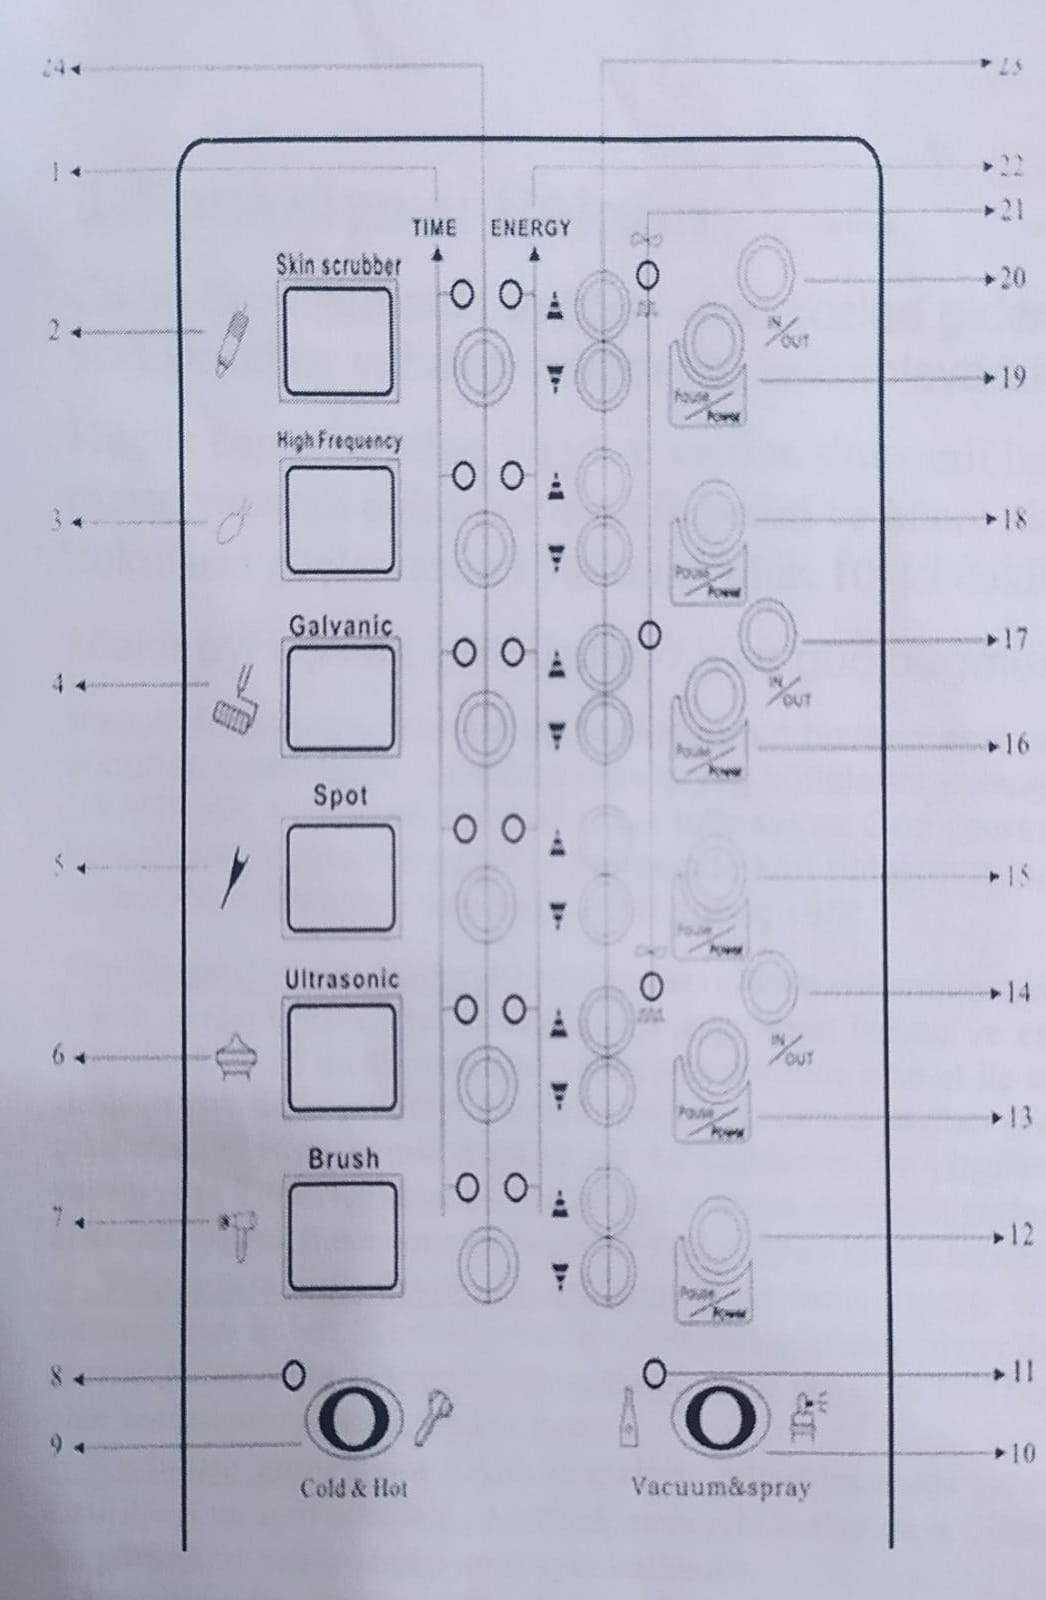 24
23
1
22
21
TIME ENERGY
Skin scrubber
20
IN/OUT
2
19
Pause/Power
High Frequency
3
18
Pause/Power
Galvanic
17
4
IN/OUT
16
Pause/Power
Spot
5
15
Pause/Power
Ultrasonic
14
6
IN/OUT
13
Pause/Power
Brush
7
12
Pause/Power
8
11
9
10
Cold & Hot
Vacuum&spray